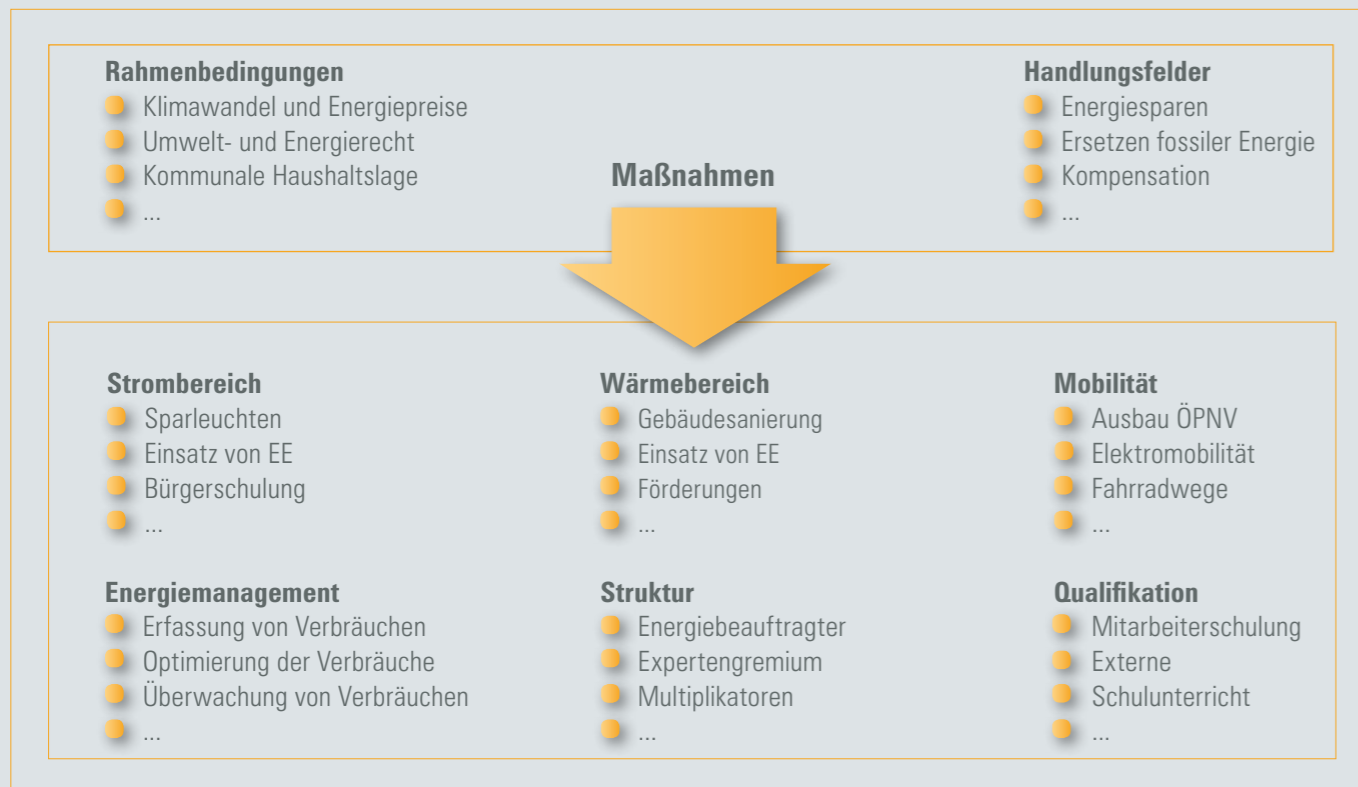 Rahmenbedingungen
Klimawandel und Energiepreise
Umwelt- und Energierecht
Kommunale Haushaltslage
...
Maßnahmen
Handlungsfelder
Energiesparen
Ersetzen fossiler Energie
Kompensation
...
Strombereich
Sparleuchten
Einsatz von EE
Bürgerschulung
...
Wärmebereich
Gebäudesanierung
Einsatz von EE
Förderungen
...
Mobilität
Ausbau ÖPNV
Elektromobilität
Fahrradwege
...
Energiemanagement
Erfassung von Verbräuchen
Optimierung der Verbräuche
Überwachung von Verbräuchen
...
Struktur
Energiebeauftragter
Expertengremium
Multiplikatoren
...
Qualifikation
Mitarbeiterschulung
Externe
Schulunterricht
...